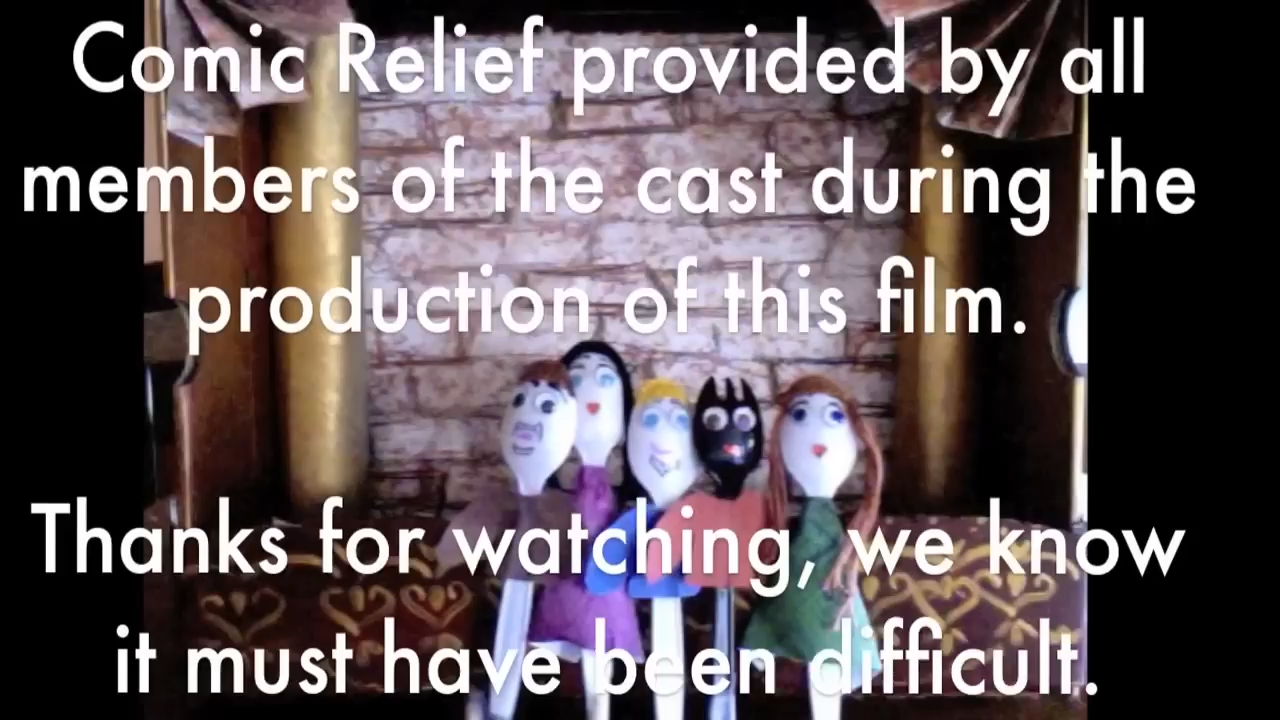 Comic Relief provided by all
members of the cast during the
production of this film.
Thanks for watching, we know
it must have been difficult.